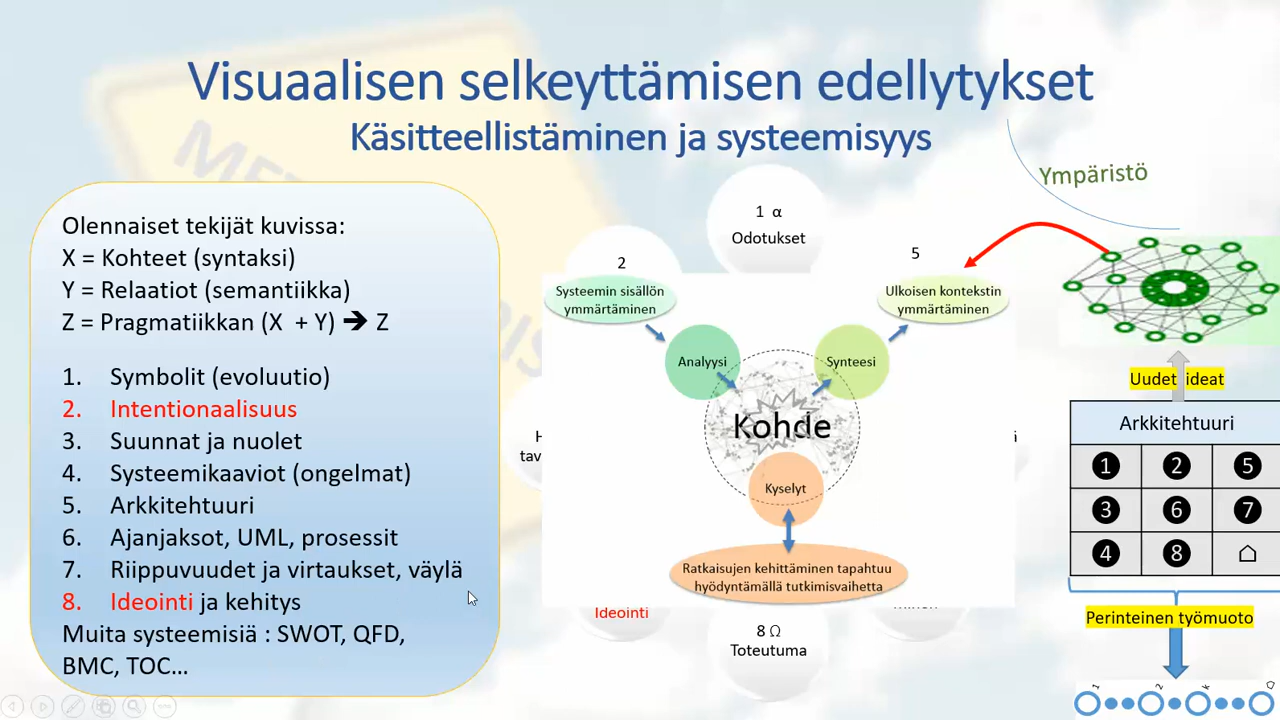 Visuaalisen selkeyttämisen edellytykset
Käsitteellistäminen ja systeemisyys
Olennaiset tekijät kuvissa:
X = Kohteet (syntaksi)
Y = Relaatiot (semantiikka)
Z = Pragmatiikkan (X + Y) 🡺 Z
1. Symbolit (evoluutio)
2. Intentionaalisuus
3. Suunnat ja nuolet
4. Systeemikaaviot (ongelmat)
5. Arkkitehtuuri
6. Ajanjaksot, UML, prosessit
7. Riippuvuudet ja virtaukset, väylä
8. Ideointi ja kehitys
Muita systeemisiä : SWOT, QFD,
BMC, TOC...
1 α
Odotukset
2
5
Systeemin sisällön
ymmärtäminen
Ulkoisen kontekstin
ymmärtäminen
Analyysi
Synteesi
Kohde
Kyselyt
Ratkaisujen kehittäminen tapahtuu
hyödyntämällä tutkimisvaihetta
Ideointi
8 Ω
Toteutuma
Ympäristö
Uudet ideat
Arkkitehtuuri
1 2 5
3 6 7
4 8
Perinteinen työmuoto
1 2 k